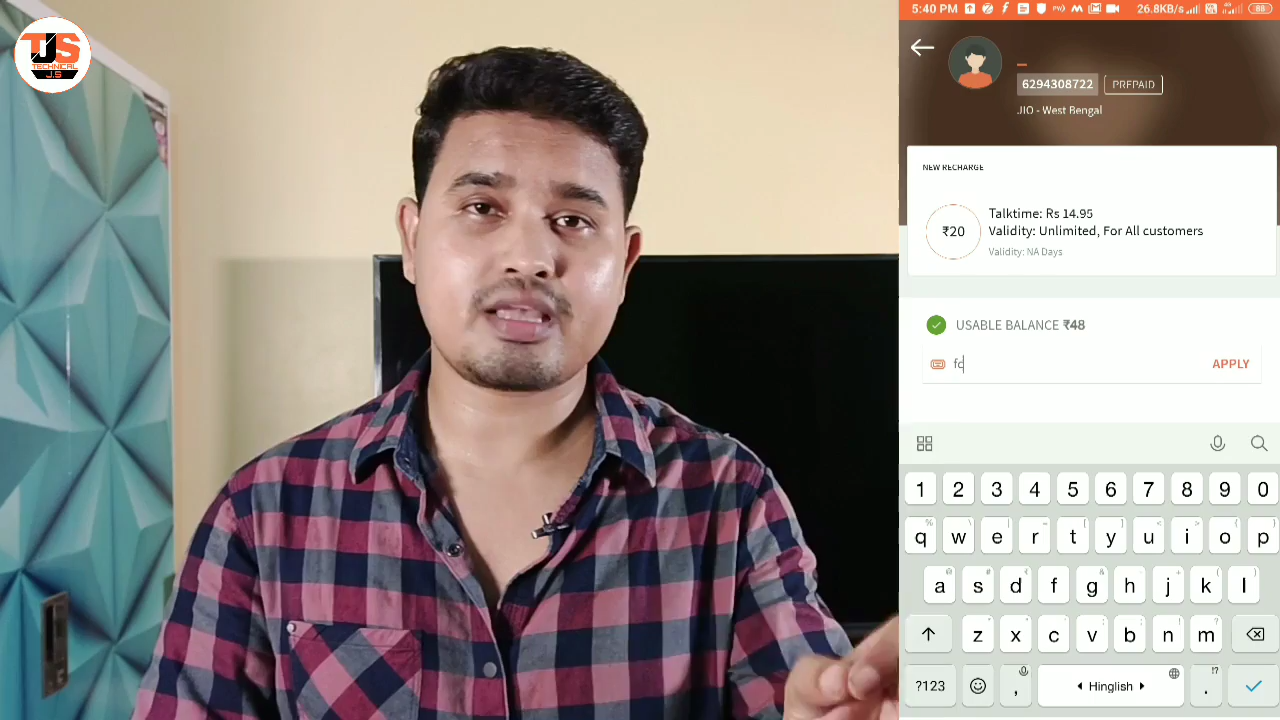 TJS
TECHNICAL
J.S
5:40 PM
26.8KB/s
88
6294308722
PREPAID
JIO - West Bengal
NEW RECHARGE
₹20
Talktime: Rs 14.95
Validity: Unlimited, For All customers
Validity: NA Days
USABLE BALANCE ₹48
fc
APPLY
1 2 3 4 5 6 7 8 9 0
q w e r t y u i o p
a s d f g h j k l
z x c v b n m
?123 , Hinglish . !?